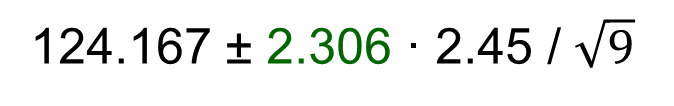 124.167 ± 2.306 · 2.45 / √9